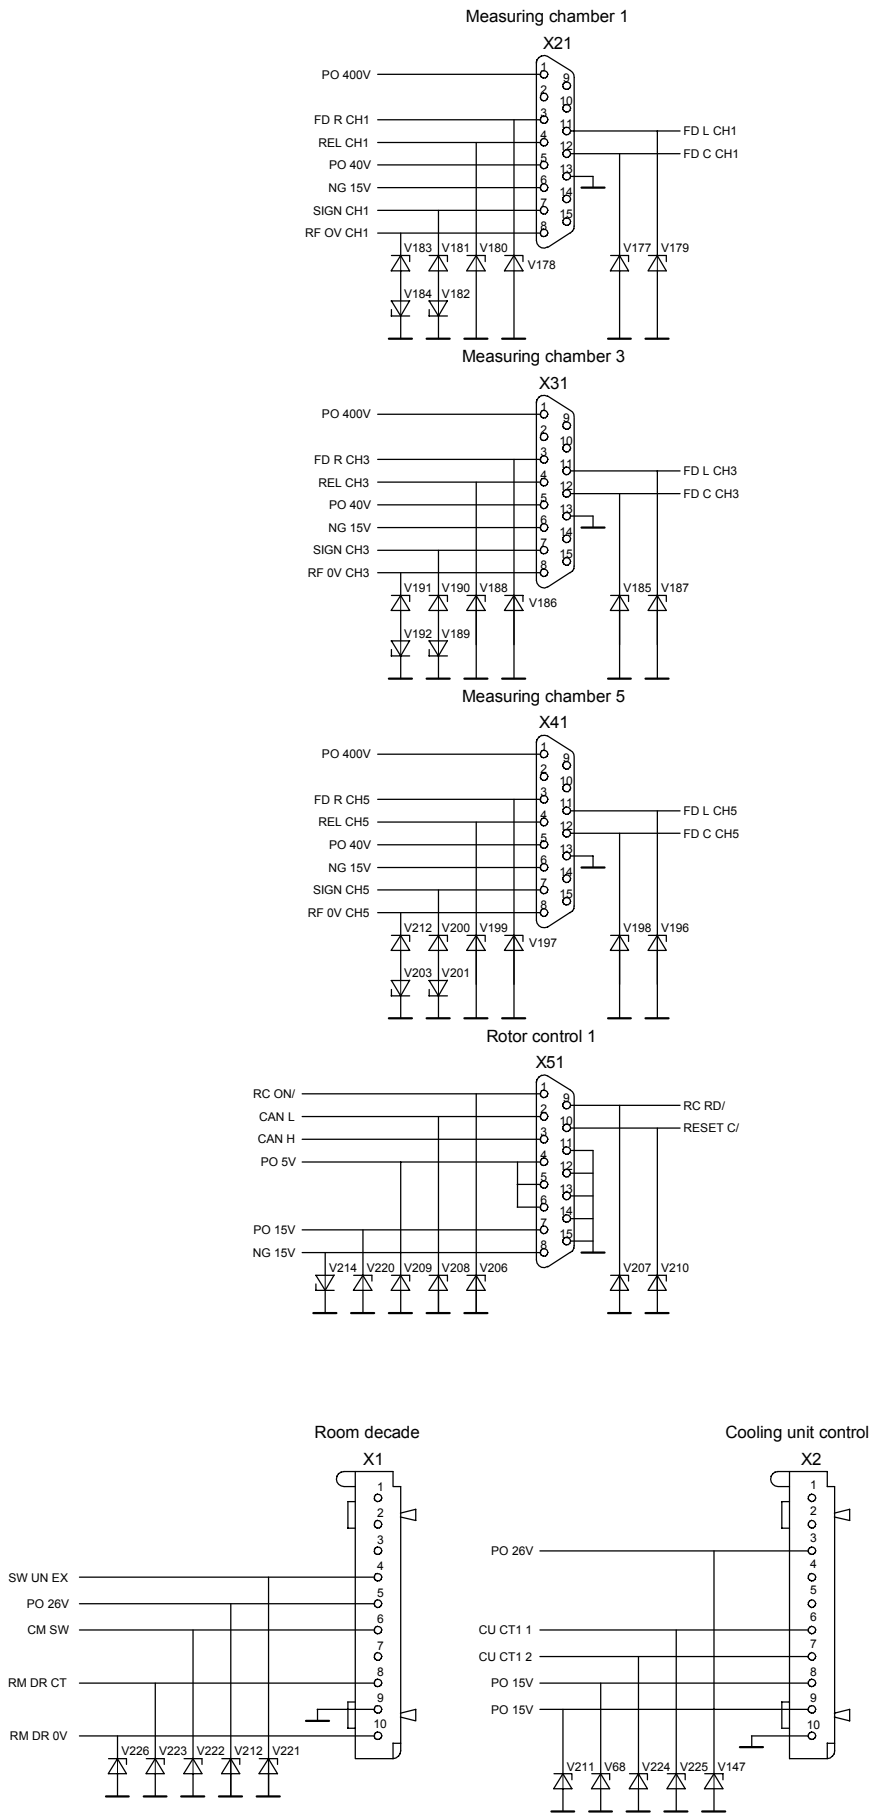 Measuring chamber 1
X21
PO 400V
FD R CH1
REL CH1
PO 40V
NG 15V
SIGN CH1
RF OV CH1
1
2
3
4
5
6
7
8
9
10
11
12
13
14
15
FD L CH1
FD C CH1
V183 V181 V180 V178 V177 V179
V184 V182
Measuring chamber 3
X31
PO 400V
FD R CH3
REL CH3
PO 40V
NG 15V
SIGN CH3
RF 0V CH3
1
2
3
4
5
6
7
8
9
10
11
12
13
14
15
FD L CH3
FD C CH3
V191 V190 V188 V186 V185 V187
V192 V189
Measuring chamber 5
X41
PO 400V
FD R CH5
REL CH5
PO 40V
NG 15V
SIGN CH5
RF 0V CH5
1
2
3
4
5
6
7
8
9
10
11
12
13
14
15
FD L CH5
FD C CH5
V212 V200 V199 V197 V198 V196
V203 V201
Rotor control 1
X51
RC ON/
CAN L
CAN H
PO 5V
PO 15V
NG 15V
1
2
3
4
5
6
7
8
9
10
11
12
13
14
15
RC RD/
RESET C/
V214 V220 V209 V208 V206 V207 V210
Room decade
X1
SW UN EX
PO 26V
CM SW
RM DR CT
RM DR 0V
1
2
3
4
5
6
7
8
9
10
V226 V223 V222 V212 V221
Cooling unit control
X2
PO 26V
CU CT1 1
CU CT1 2
PO 15V
PO 15V
1
2
3
4
5
6
7
8
9
10
V211 V68 V224 V225 V147